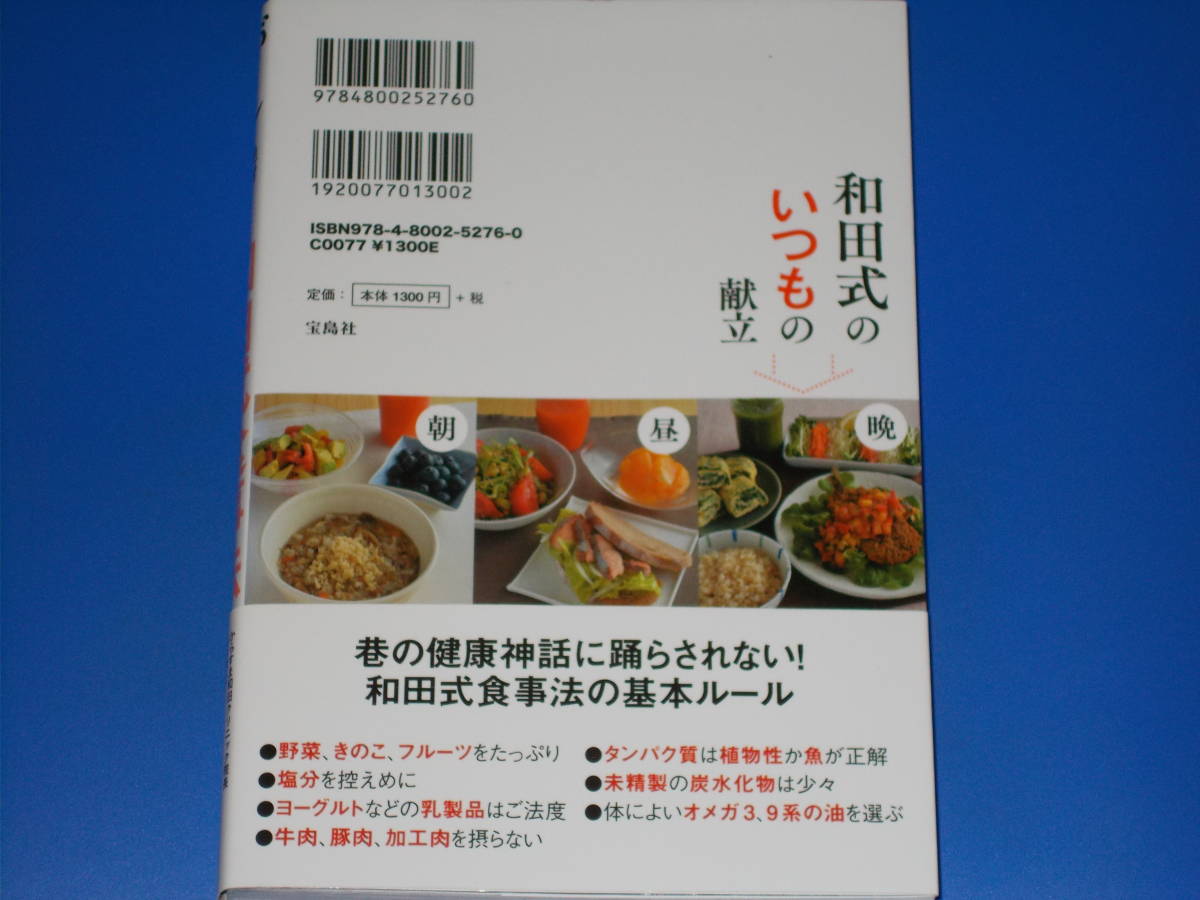 9784800252760
1920077013002
ISBN978-4-8002-5276-0
C0077 ¥1300E
定価： 本体 1300 円 + 税
宝島社
和田式の
いつもの
献立
朝
昼
晩
巷の健康神話に踊らされない！
和田式食事法の基本ルール
●野菜、きのこ、フルーツをたっぷり
●塩分を控えめに
●ヨーグルトなどの乳製品はご法度
●牛肉、豚肉、加工肉を摂らない
●タンパク質は植物性か魚が正解
●未精製の炭水化物は少々
●体によいオメガ3、9系の油を選ぶ